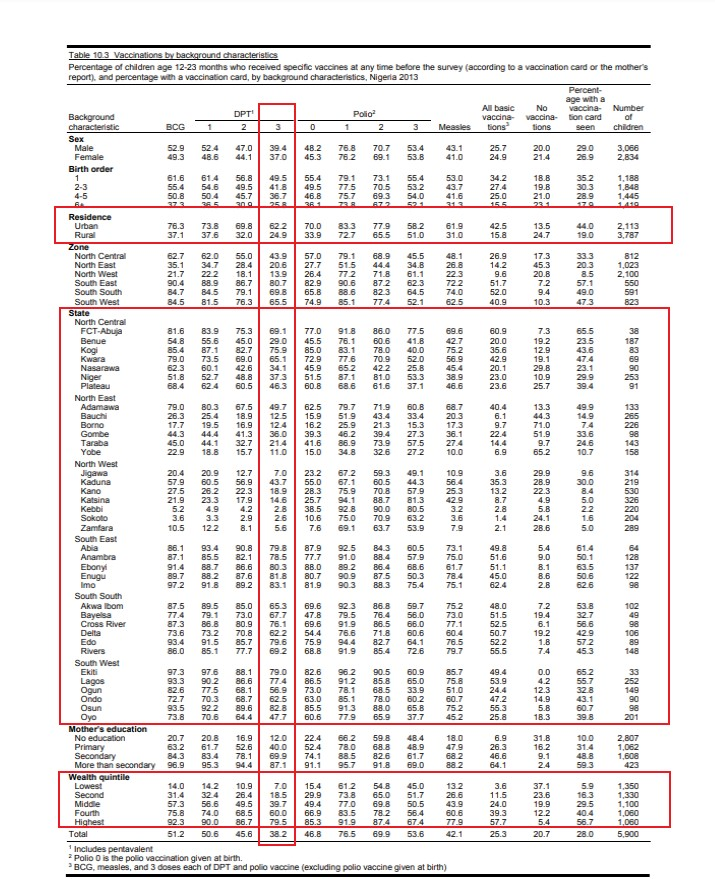 Table 10.3 Vaccinations by background characteristics
Percentage of children age 12-23 months who received specific vaccines at any time before the survey (according to a vaccination card or the mother's
report), and percentage with a vaccination card, by background characteristics, Nigeria 2013
Background characteristic BCG DPT¹ 1 2 3 Polio² 0 1 2 3 Measles All basic vaccina-tions³ No vaccina-tions Percent-age with a vaccina-tion card seen Number of children
Sex
Male 52.9 52.4 47.0 39.4 48.2 76.8 70.7 53.4 43.1 25.7 20.0 29.0 3,066
Female 49.3 48.6 44.1 37.0 45.3 76.2 69.1 53.8 41.0 24.9 21.4 26.9 2,834
Birth order
1 61.6 61.4 56.8 49.5 55.4 79.1 73.1 55.4 53.0 34.2 18.8 35.2 1,188
2-3 55.4 54.6 49.5 41.8 49.5 77.5 70.5 53.2 43.7 27.4 19.8 30.3 1,848
4-5 50.8 50.4 45.7 36.7 46.8 75.7 69.3 54.0 41.6 25.0 21.0 28.9 1,445
6+ 37.3 36.5 30.9 25.8 36.1 73.8 67.2 52.1 31.3 15.5 23.1 17.9 1,419
Residence
Urban 76.3 73.8 69.8 62.2 70.0 83.3 77.9 58.2 61.9 42.5 13.5 44.0 2,113
Rural 37.1 37.6 32.0 24.9 33.9 72.7 65.5 51.0 31.0 15.8 24.7 19.0 3,787
Zone
North Central 62.7 62.0 55.0 43.9 57.0 79.1 68.9 45.5 48.1 26.9 17.3 33.3 812
North East 35.1 34.7 28.4 20.6 27.7 51.5 44.4 34.8 26.8 14.2 45.3 20.3 1,023
North West 21.7 22.2 18.1 13.9 26.4 77.2 71.8 61.1 22.3 9.6 20.8 8.5 2,100
South East 90.4 88.9 86.7 80.7 82.9 90.6 87.2 62.3 72.2 51.7 7.2 57.1 550
South South 84.7 84.5 79.1 69.8 65.8 88.6 82.3 64.5 74.0 52.0 9.4 49.0 591
South West 84.5 81.5 76.3 65.5 74.9 85.1 77.4 52.1 62.5 40.9 10.3 47.3 823
State
North Central
FCT-Abuja 81.6 83.9 75.3 69.1 77.0 91.8 86.0 77.5 69.6 60.9 7.3 65.5 38
Benue 54.8 55.6 45.0 29.0 45.5 76.1 60.6 41.8 42.7 20.0 19.2 23.5 187
Kogi 85.4 87.1 82.7 75.9 85.0 83.1 78.0 40.0 75.2 35.6 12.9 43.6 83
Kwara 79.0 73.5 69.0 65.1 72.9 77.6 70.9 52.0 56.9 42.9 19.1 47.4 69
Nasarawa 62.3 60.1 42.6 34.1 45.9 65.2 42.2 25.8 45.4 20.1 29.8 23.1 90
Niger 51.8 52.7 48.8 37.3 51.5 87.1 81.0 53.3 38.9 23.0 10.9 29.9 253
Plateau 68.4 62.4 60.5 46.3 60.8 68.6 61.6 37.1 46.6 23.6 25.7 39.4 91
North East
Adamawa 79.0 80.3 67.5 49.7 62.5 79.7 71.9 60.8 68.7 40.4 13.3 49.9 133
Bauchi 26.3 25.4 18.9 12.5 15.9 51.9 43.4 33.4 20.3 6.1 44.3 14.9 265
Borno 17.7 19.5 16.9 12.4 16.2 25.9 21.3 15.3 17.3 9.7 71.0 7.4 226
Gombe 44.3 44.4 41.3 36.0 39.3 46.2 39.4 27.3 36.1 22.4 51.9 33.6 98
Taraba 45.0 44.1 32.7 21.4 41.6 86.9 73.9 57.5 27.4 14.4 9.7 24.6 143
Yobe 22.9 18.8 15.7 11.0 15.0 34.8 32.6 27.2 10.0 6.9 65.2 10.7 158
North West
Jigawa 20.4 20.9 12.7 7.0 23.2 67.2 59.3 49.1 10.9 3.6 29.9 9.6 314
Kaduna 57.9 60.5 56.9 43.7 55.0 67.1 60.5 44.3 56.4 35.3 28.9 30.0 219
Kano 27.5 26.2 22.3 18.9 28.3 75.9 70.8 57.9 25.3 13.2 22.3 8.4 530
Katsina 21.9 23.3 17.9 14.6 25.7 94.1 88.7 81.3 42.9 8.7 4.9 5.0 326
Kebbi 5.2 4.9 4.2 2.8 38.5 92.8 90.0 80.5 3.2 2.8 5.8 2.2 220
Sokoto 3.6 3.3 2.9 2.6 10.6 75.0 70.9 63.2 3.6 1.4 24.1 1.6 204
Zamfara 10.5 12.2 8.1 5.6 7.6 69.1 63.7 53.9 7.9 2.1 28.6 5.0 289
South East
Abia 86.1 93.4 90.8 79.8 87.9 92.5 84.3 60.5 73.1 49.8 5.4 61.4 64
Anambra 87.1 85.5 82.1 78.5 77.7 91.0 88.4 57.9 75.0 51.6 9.0 50.1 128
Ebonyi 91.4 88.7 86.6 80.3 88.0 89.2 86.4 68.6 61.7 51.1 8.1 63.5 137
Enugu 89.7 88.2 87.6 81.8 80.7 90.9 87.5 50.3 78.4 45.0 8.6 50.6 122
Imo 97.2 91.8 89.2 83.1 81.9 90.3 88.3 75.4 75.1 62.4 2.8 62.6 98
South South
Akwa Ibom 87.5 89.5 85.0 65.3 69.6 92.3 86.8 59.7 75.2 48.0 7.2 53.8 102
Bayelsa 77.4 79.1 73.0 67.7 47.8 79.5 76.4 56.0 73.0 51.5 19.4 32.7 49
Cross River 87.3 86.8 80.9 76.1 69.6 91.9 86.5 66.0 77.1 52.5 6.1 56.6 98
Delta 73.6 73.2 70.8 62.2 54.4 76.6 71.8 60.6 60.4 50.7 19.2 42.9 106
Edo 93.4 91.5 85.7 79.6 75.9 94.4 82.7 64.1 76.5 52.2 1.8 57.2 89
Rivers 86.0 85.1 77.7 69.2 68.8 91.9 85.4 72.6 79.7 55.5 7.4 45.3 148
South West
Ekiti 97.3 97.6 88.1 79.0 82.6 96.2 90.5 60.9 85.7 49.4 0.0 65.2 33
Lagos 93.3 90.2 86.6 77.4 86.5 91.2 85.8 65.0 75.8 53.9 4.2 55.7 252
Ogun 82.6 77.5 68.1 56.9 73.0 78.1 68.5 33.9 51.0 24.4 12.3 32.8 149
Ondo 72.7 70.3 68.7 62.5 63.0 85.1 78.0 60.2 60.7 47.2 14.9 43.1 90
Osun 93.5 92.2 89.6 82.8 85.5 91.3 88.0 65.8 75.2 55.3 5.8 60.7 98
Oyo 73.8 70.6 64.4 47.7 60.6 77.9 65.9 37.7 45.2 25.8 18.3 39.8 201
Mother's education
No education 20.7 20.8 16.9 12.0 22.4 66.2 59.8 48.4 18.0 6.9 31.8 10.0 2,807
Primary 63.2 61.7 52.6 40.0 52.4 78.0 68.8 48.9 47.9 26.3 16.2 31.4 1,062
Secondary 84.3 83.4 78.1 69.9 74.1 88.5 82.6 61.7 68.2 46.6 9.1 48.8 1,608
More than secondary 96.9 95.3 94.4 87.1 91.1 95.7 91.8 69.0 88.2 64.1 2.4 59.3 423
Wealth quintile
Lowest 14.0 14.2 10.9 7.0 15.4 61.2 54.8 45.0 13.2 3.6 37.1 5.9 1,350
Second 31.4 32.4 26.4 18.5 29.9 73.8 65.0 51.7 26.6 11.5 23.6 16.3 1,330
Middle 57.3 56.6 49.5 39.7 49.4 77.0 69.8 50.5 43.9 24.0 19.9 29.5 1,100
Fourth 75.8 74.0 68.5 60.0 66.9 83.5 78.2 56.4 60.6 39.3 12.2 40.4 1,060
Highest 92.3 90.0 86.7 79.5 85.3 91.9 87.4 67.4 77.9 57.7 5.4 56.7 1,060
Total 51.2 50.6 45.6 38.2 46.8 76.5 69.9 53.6 42.1 25.3 20.7 28.0 5,900
¹ Includes pentavalent
² Polio 0 is the polio vaccination given at birth.
³ BCG, measles, and 3 doses each of DPT and polio vaccine (excluding polio vaccine given at birth)